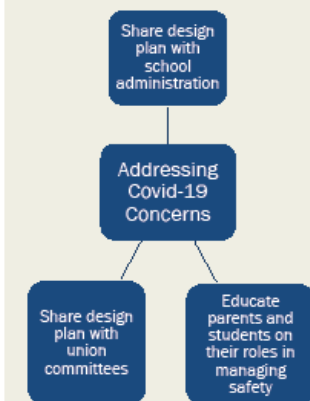 Share design
plan with
school
administration
Addressing
Covid-19
Concerns
Share design
plan with
union
committees
Educate
parents and
students on
their roles in
managing
safety